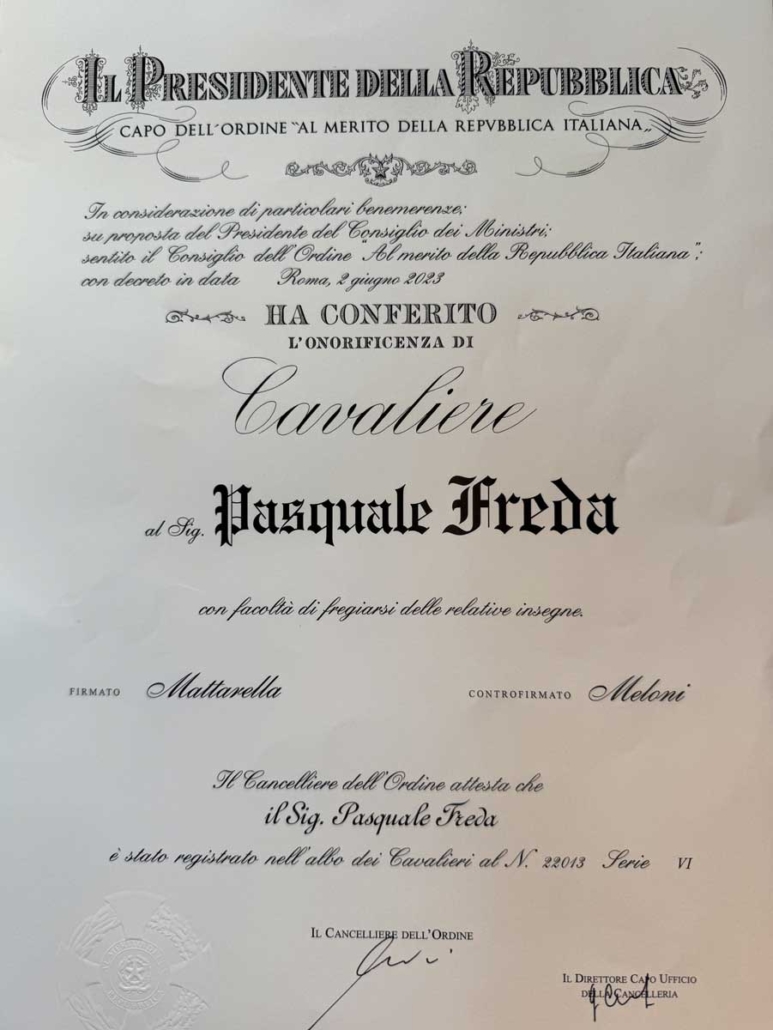 IL PRESIDENTE DELLA REPUBBLICA
CAPO DELL'ORDINE "AL MERITO DELLA REPVBBLICA ITALIANA„
In considerazione di particolari benemerenze;
su proposta del Presidente del Consiglio dei Ministri;
sentito il Consiglio dell'Ordine "Al merito della Repubblica Italiana";
con decreto in data Roma, 2 giugno 2023
HA CONFERITO
L'ONORIFICENZA DI
Cavaliere
al Sig. Pasquale Freda
con facoltà di fregiarsi delle relative insegne.
FIRMATO Mattarella CONTROFIRMATO Meloni
Il Cancelliere dell'Ordine attesta che
il Sig. Pasquale Freda
è stato registrato nell'albo dei Cavalieri al N. 22013 Serie VI
IL CANCELLIERE DELL'ORDINE
IL DIRETTORE CAPO UFFICIO
DELLA CANCELLERIA